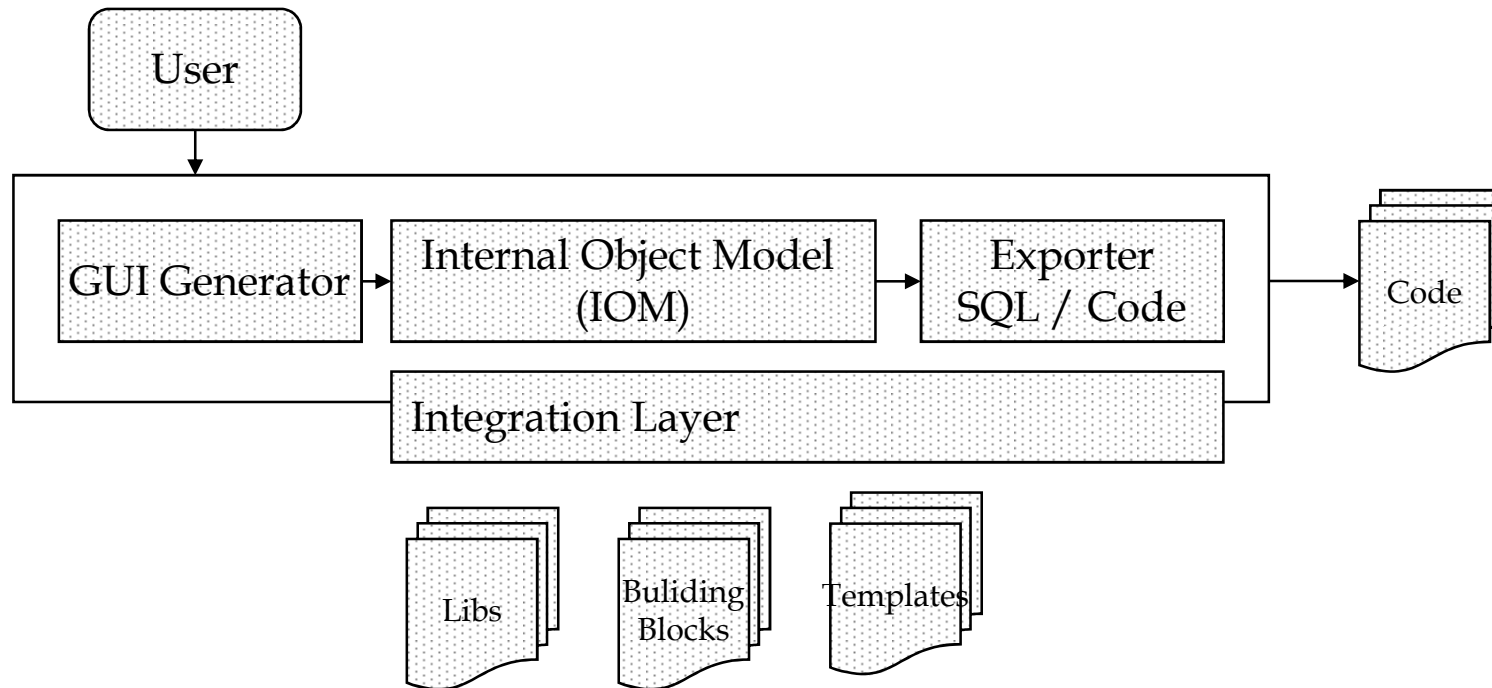 User
GUI Generator
Internal Object Model
(IOM)
Exporter
SQL / Code
Code
Integration Layer
Libs
Buliding
Blocks
Templates